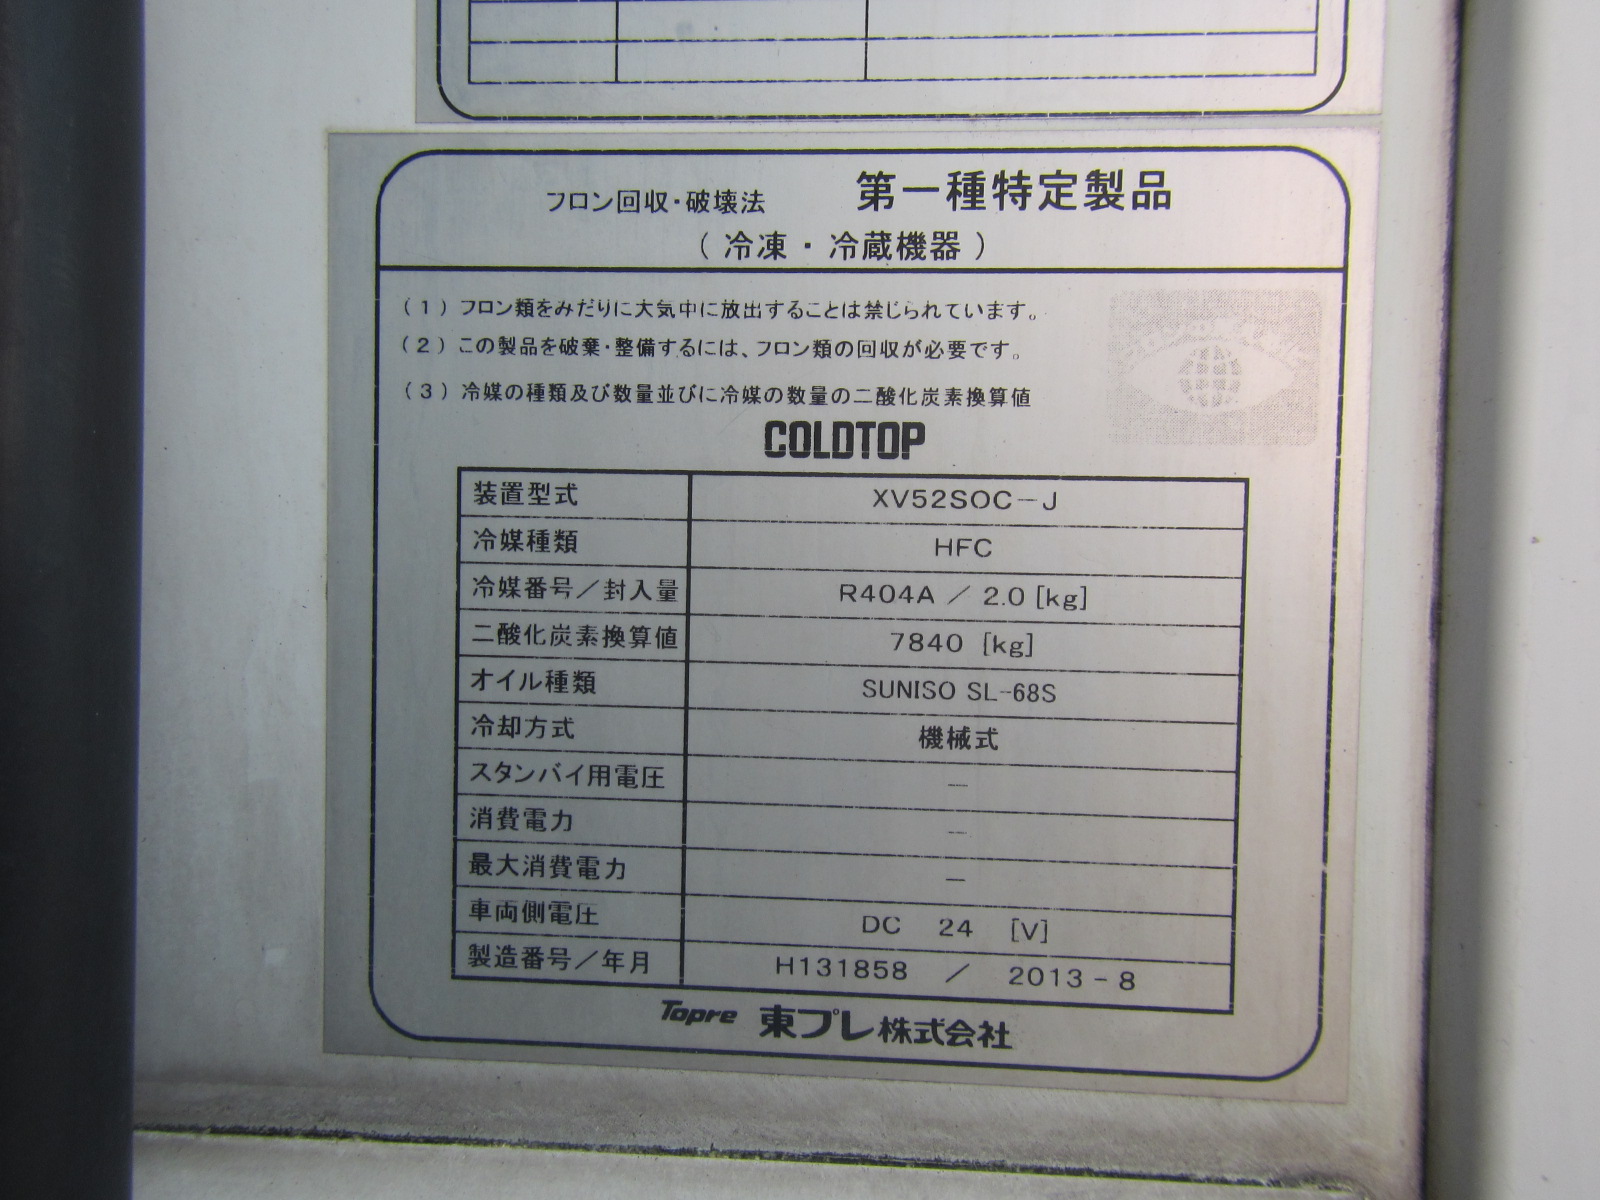 フロン回収・破壊法 第一種特定製品
(冷凍・冷蔵機器)
(1)フロン類をみだりに大気中に放出することは禁じられています。
(2)この製品を破棄・整備するには、フロン類の回収が必要です。
(3)冷媒の種類及び数量並びに冷媒の数量の二酸化炭素換算値
COLDTOP
装置型式 XV52SOC-J
冷媒種類 HFC
冷媒番号/封入量 R404A / 2.0 [kg]
二酸化炭素換算値 7840 [kg]
オイル種類 SUNISO SL-68S
冷却方式 機械式
スタンバイ用電圧 —
消費電力 —
最大消費電力 —
車両側電圧 DC 24 [V]
製造番号/年月 H131858 / 2013-8
Topre 東プレ株式会社